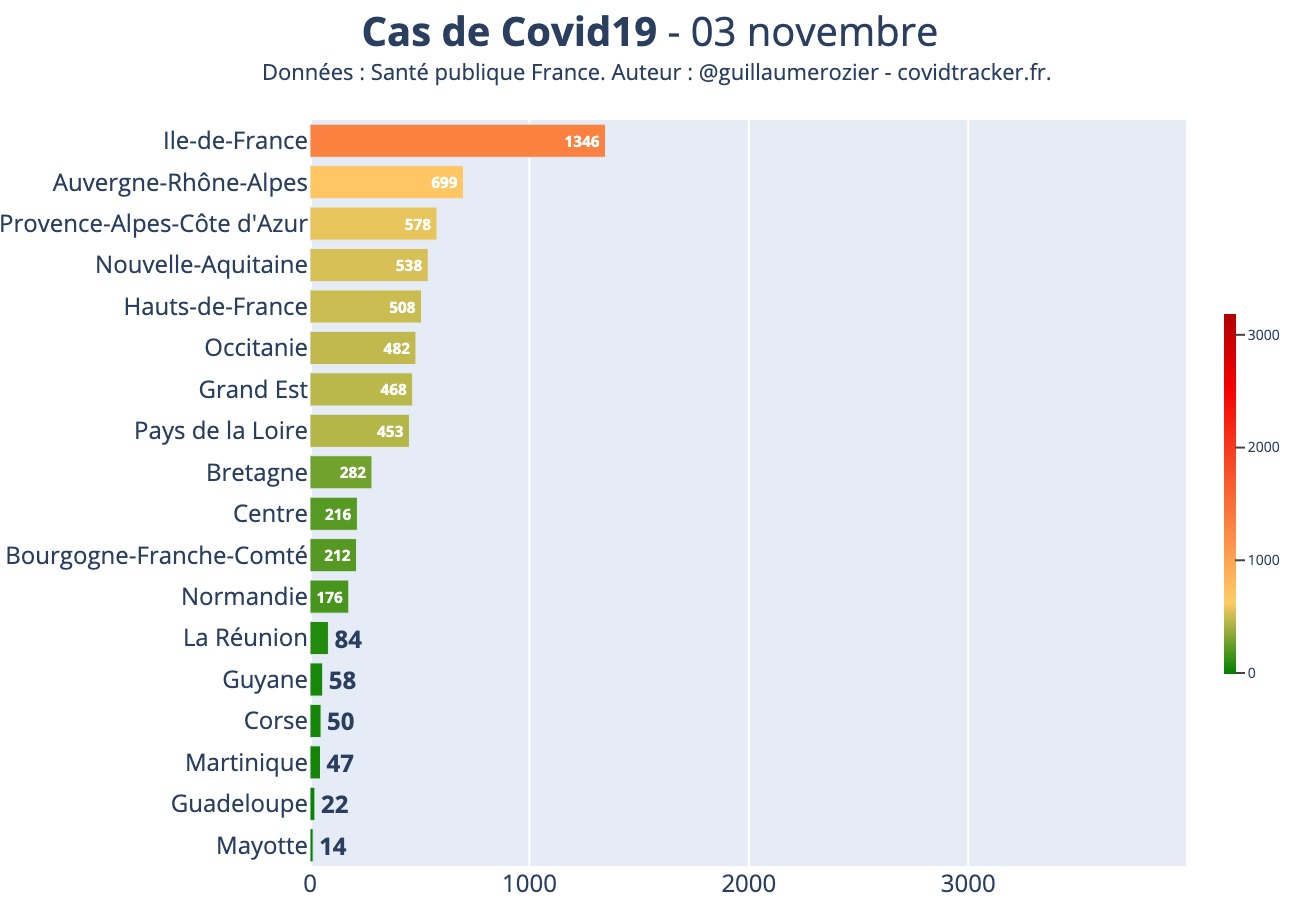 Cas de Covid19 - 03 novembre
Données : Santé publique France. Auteur : @guillaumerozier - covidtracker.fr.
Ile-de-France 1346
Auvergne-Rhône-Alpes 699
Provence-Alpes-Côte d'Azur 578
Nouvelle-Aquitaine 538
Hauts-de-France 508
Occitanie 482
Grand Est 468
Pays de la Loire 453
Bretagne 282
Centre 216
Bourgogne-Franche-Comté 212
Normandie 176
La Réunion 84
Guyane 58
Corse 50
Martinique 47
Guadeloupe 22
Mayotte 14
0 1000 2000 3000
3000
2000
1000
0